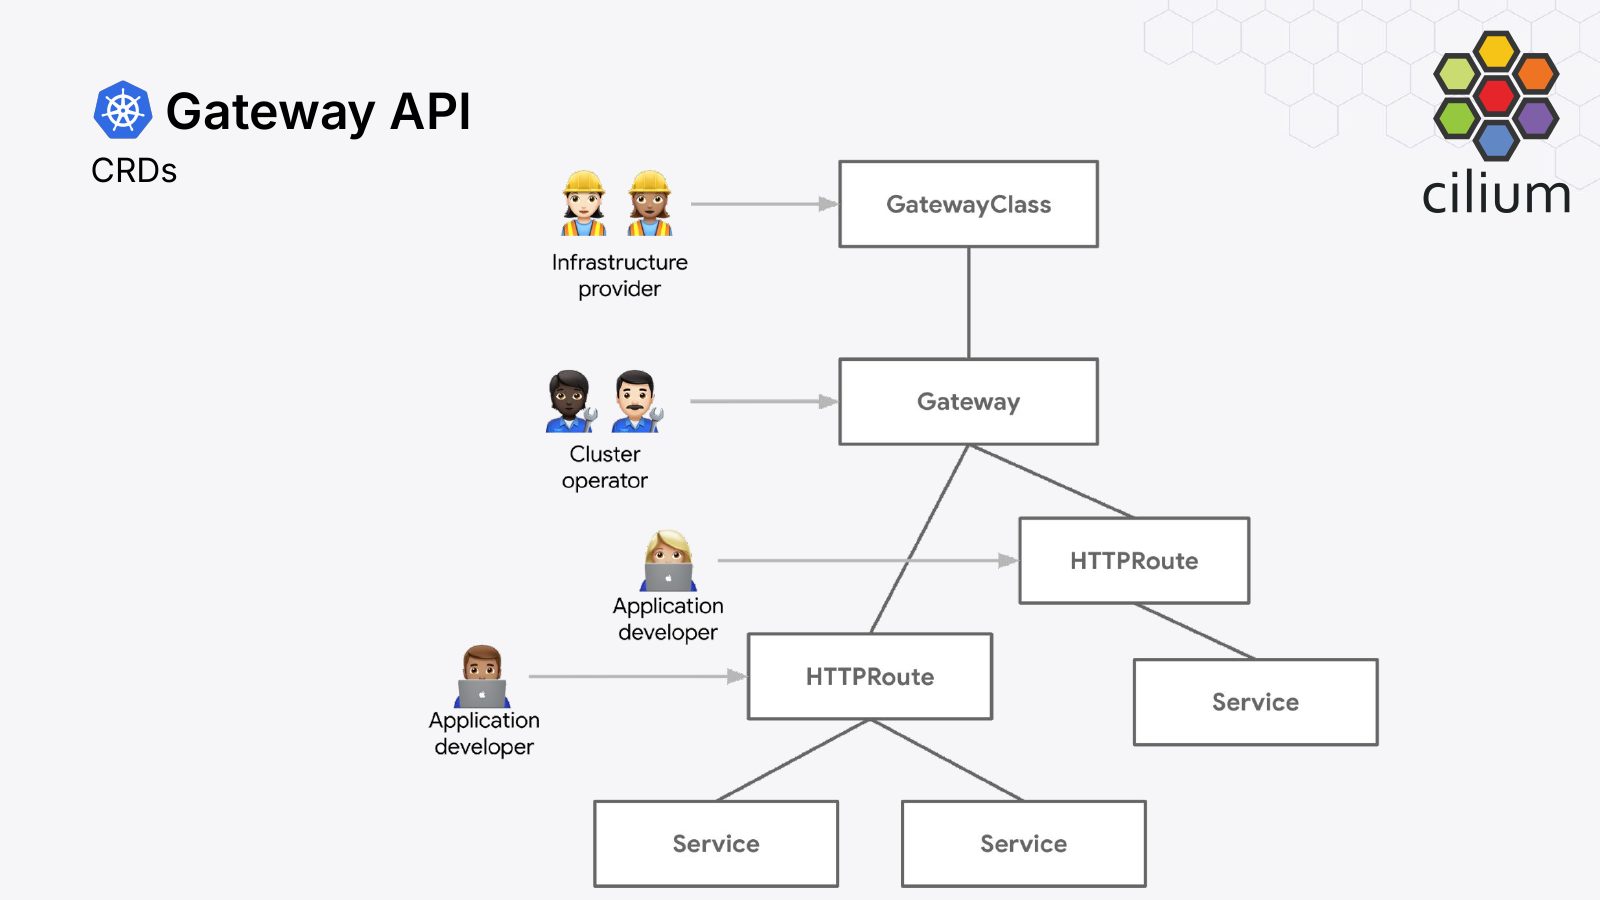 Gateway API
CRDs
cilium
GatewayClass
Infrastructure
provider
Gateway
Cluster
operator
HTTPRoute
Application
developer
HTTPRoute
Application
developer
Service
Service
Service